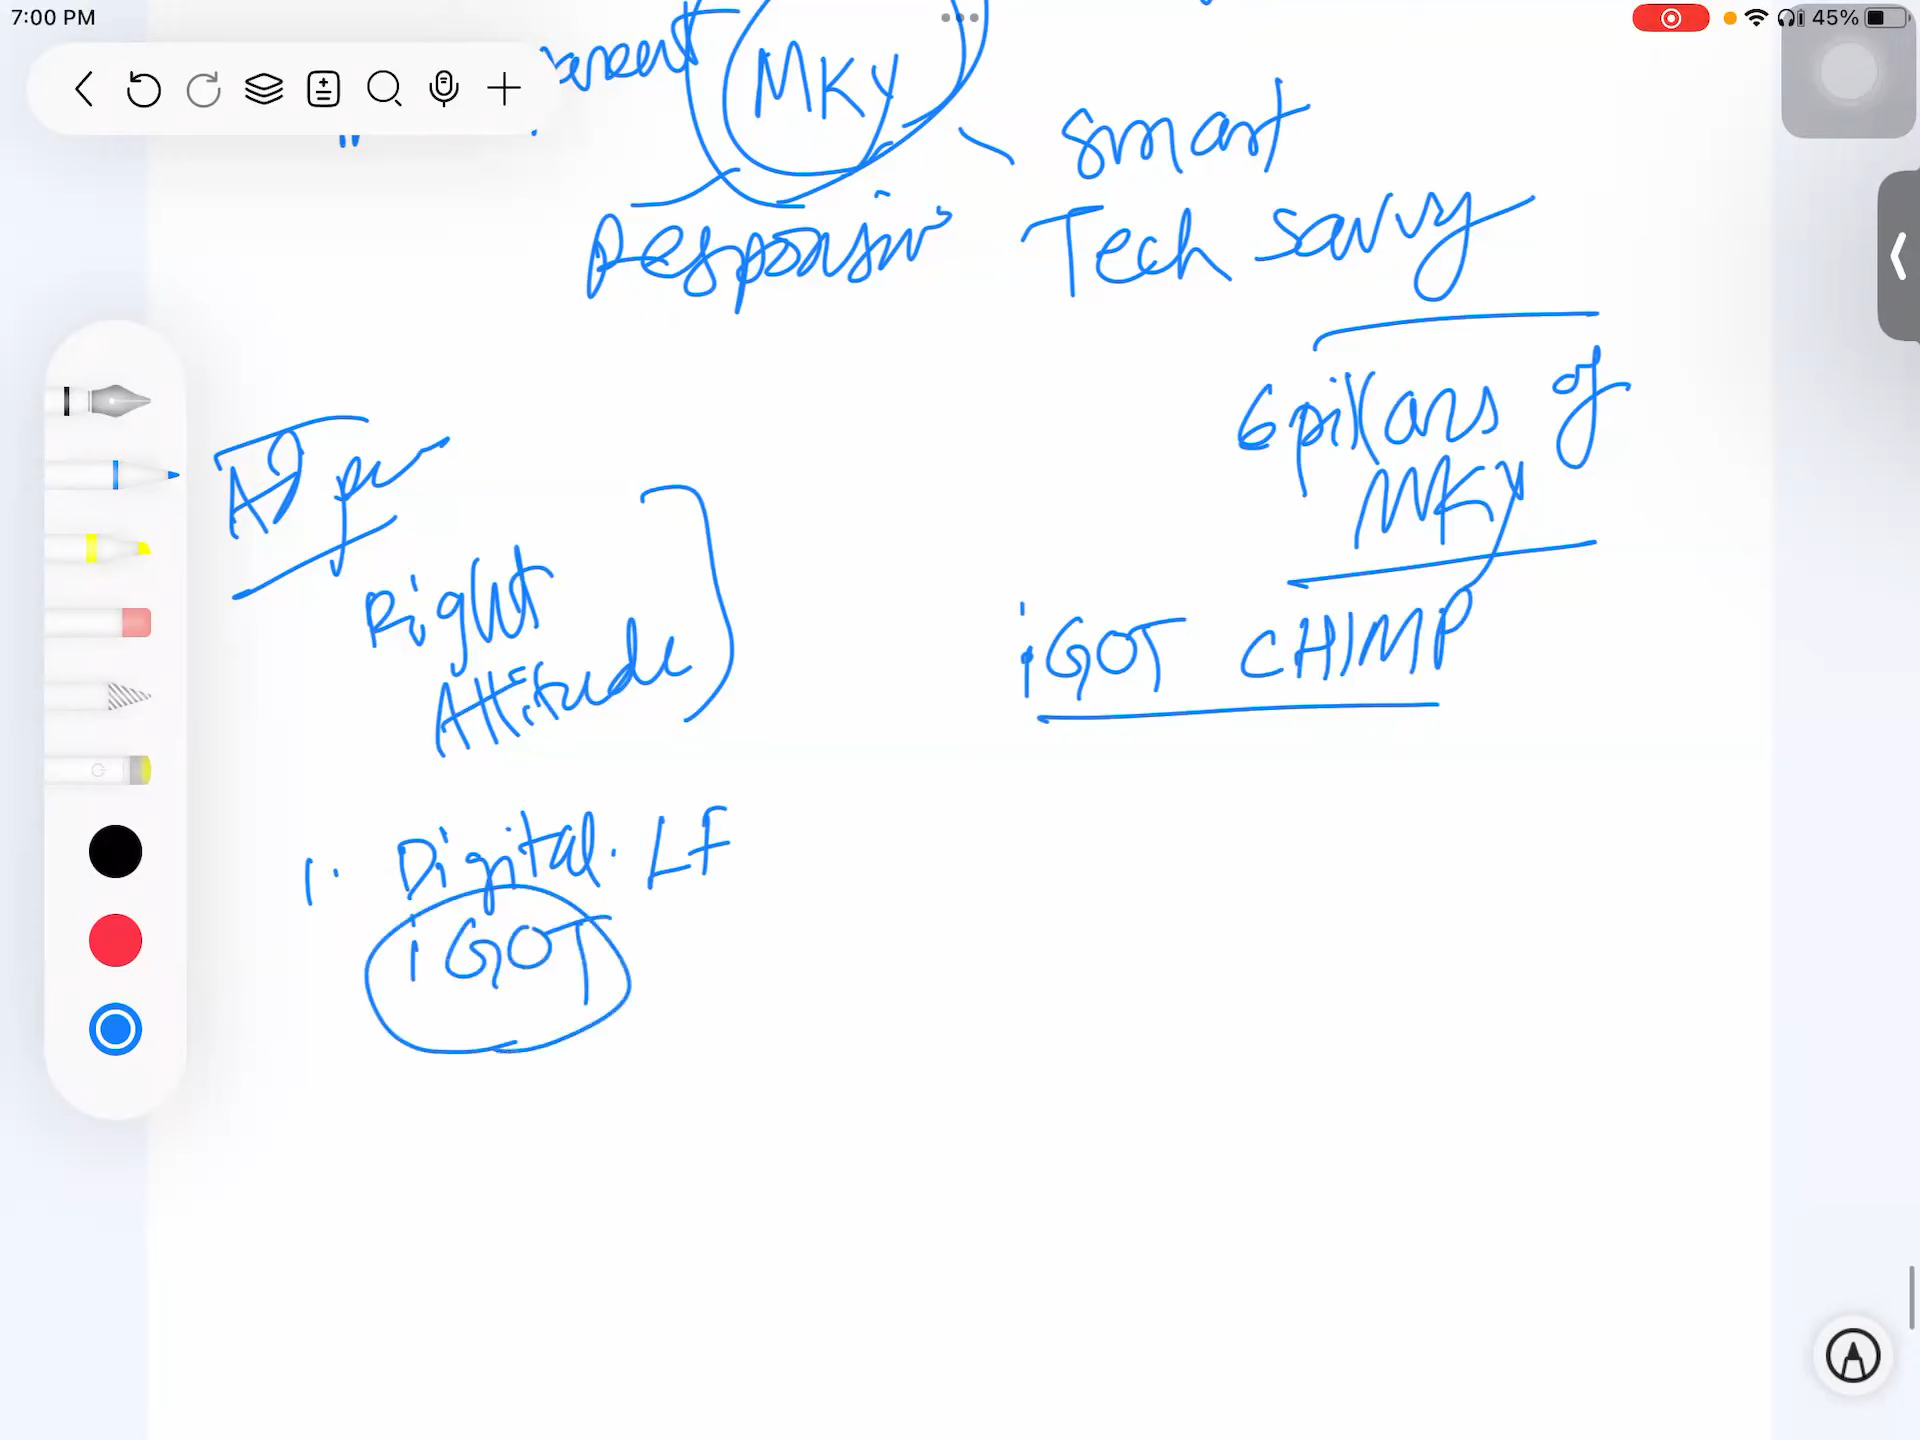 7:00 PM
45%
MKY
smart
Responsiv
Tech savvy
6 pillars of
MKY
Right
Attitude
iGOT CHIMP
1. Digital LF
iGOT